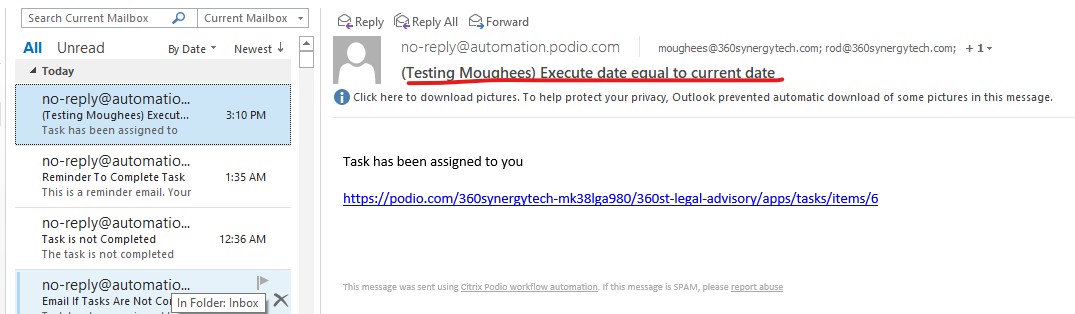 Search Current Mailbox
Current Mailbox
All Unread By Date Newest
Today
no-reply@automatio...
(Testing Moughees) Execut... 3:10 PM
Task has been assigned to
no-reply@automatio...
Reminder To Complete Task 1:35 AM
This is a reminder email. Your
no-reply@automatio...
Task is not Completed 12:36 AM
The task is not completed
no-reply@automatio...
Email If Tasks Are Not Co
In Folder: Inbox
Reply Reply All Forward
no-reply@automation.podio.com moughees@360synergytech.com; rod@360synergytech.com; + 1
(Testing Moughees) Execute date equal to current date
Click here to download pictures. To help protect your privacy, Outlook prevented automatic download of some pictures in this message.
Task has been assigned to you
https://podio.com/360synergytech-mk38lga980/360st-legal-advisory/apps/tasks/items/6
This message was sent using Citrix Podio workflow automation. If this message is SPAM, please report abuse